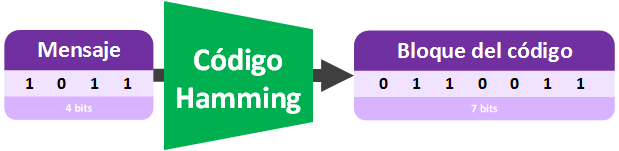 Mensaje
1 0 1 1
4 bits
Código
Hamming
Bloque del código
0 1 1 0 0 1 1
7 bits